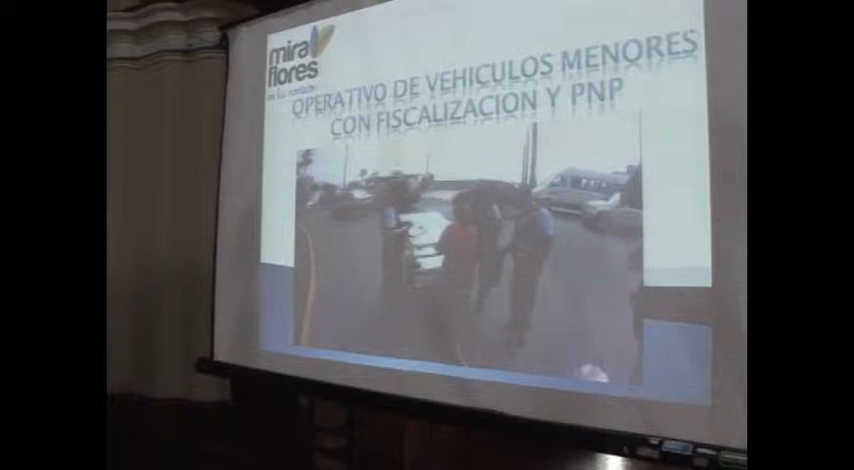 mira
flores
OPERATIVO DE VEHICULOS MENORES
CON FISCALIZACION Y PNP